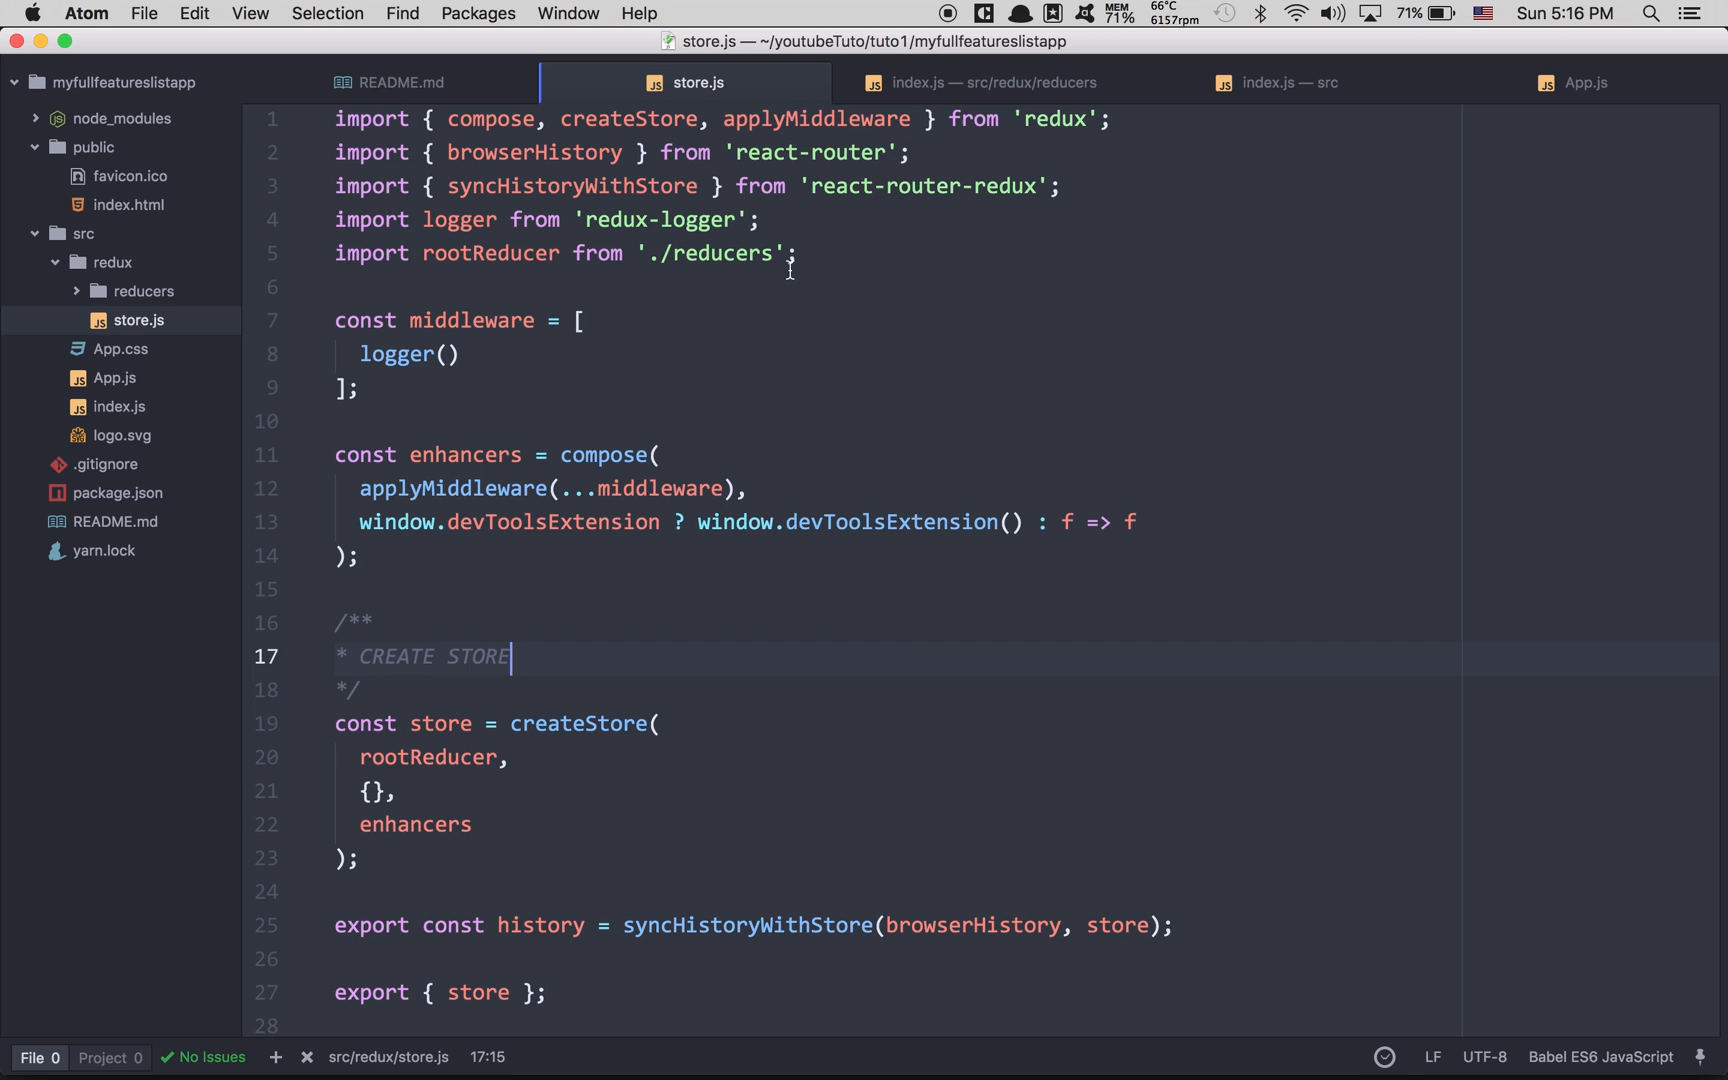 Atom File Edit View Selection Find Packages Window Help MEM 71% 66°C 6157rpm 71% Sun 5:16 PM
store.js — ~/youtubeTuto/tuto1/myfullfeatureslistapp
myfullfeatureslistapp
node_modules
public
favicon.ico
index.html
src
redux
reducers
store.js
App.css
App.js
index.js
logo.svg
.gitignore
package.json
README.md
yarn.lock
README.md store.js index.js — src/redux/reducers index.js — src App.js
1 import { compose, createStore, applyMiddleware } from 'redux';
2 import { browserHistory } from 'react-router';
3 import { syncHistoryWithStore } from 'react-router-redux';
4 import logger from 'redux-logger';
5 import rootReducer from './reducers';
6
7 const middleware = [
8 logger()
9 ];
10
11 const enhancers = compose(
12 applyMiddleware(...middleware),
13 window.devToolsExtension ? window.devToolsExtension() : f => f
14 );
15
16 /**
17 * CREATE STORE
18 */
19 const store = createStore(
20 rootReducer,
21 {},
22 enhancers
23 );
24
25 export const history = syncHistoryWithStore(browserHistory, store);
26
27 export { store };
28
File 0 Project 0 No Issues src/redux/store.js 17:15 LF UTF-8 Babel ES6 JavaScript